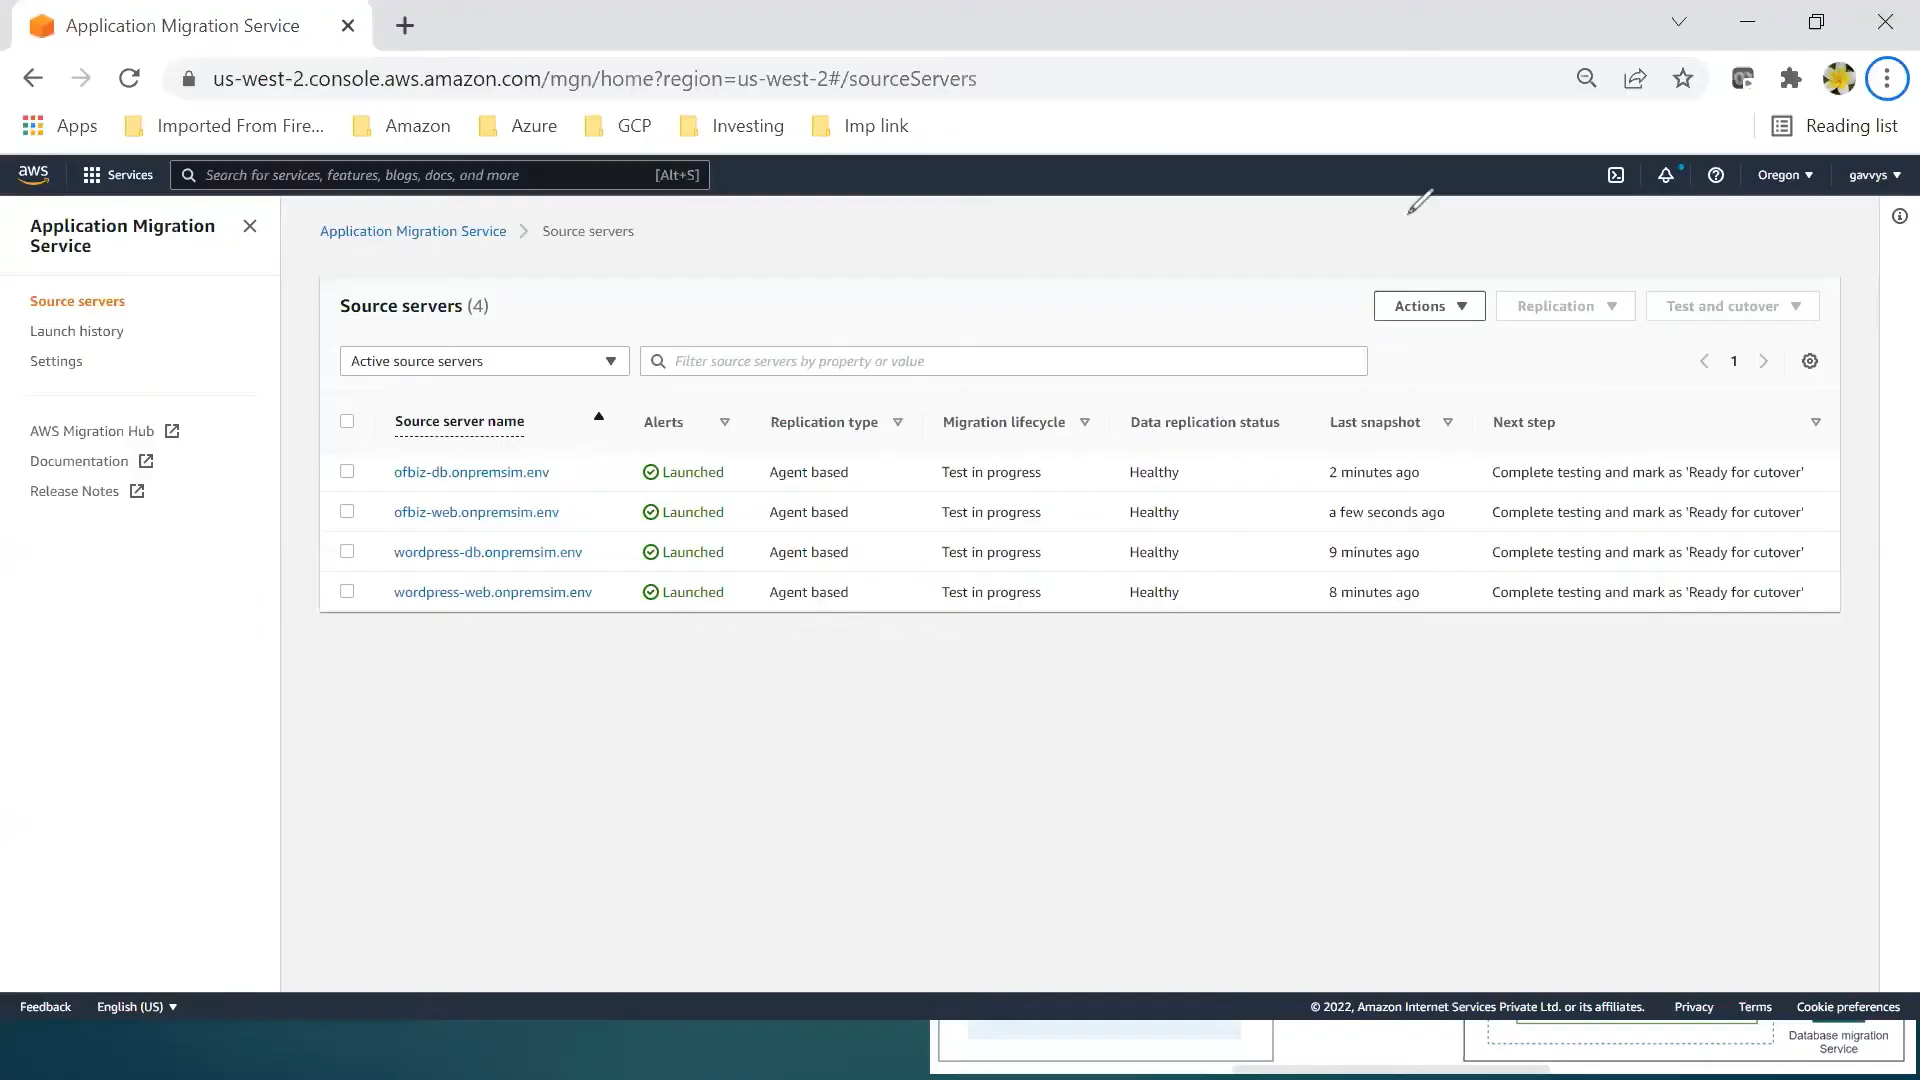 Application Migration Service
us-west-2.console.aws.amazon.com/mgn/home?region=us-west-2#/sourceServers
Apps Imported From Fire... Amazon Azure GCP Investing Imp link Reading list
aws Services Search for services, features, blogs, docs, and more [Alt+S] Oregon gavvys
Application Migration Service
Source servers
Launch history
Settings
AWS Migration Hub
Documentation
Release Notes
Application Migration Service Source servers
Source servers (4) Actions Replication Test and cutover
Active source servers Filter source servers by property or value 1
Source server name Alerts Replication type Migration lifecycle Data replication status Last snapshot Next step
ofbiz-db.onpremsim.env Launched Agent based Test in progress Healthy 2 minutes ago Complete testing and mark as 'Ready for cutover'
ofbiz-web.onpremsim.env Launched Agent based Test in progress Healthy a few seconds ago Complete testing and mark as 'Ready for cutover'
wordpress-db.onpremsim.env Launched Agent based Test in progress Healthy 9 minutes ago Complete testing and mark as 'Ready for cutover'
wordpress-web.onpremsim.env Launched Agent based Test in progress Healthy 8 minutes ago Complete testing and mark as 'Ready for cutover'
Feedback English (US) © 2022, Amazon Internet Services Private Ltd. or its affiliates. Privacy Terms Cookie preferences
Database migration
Service